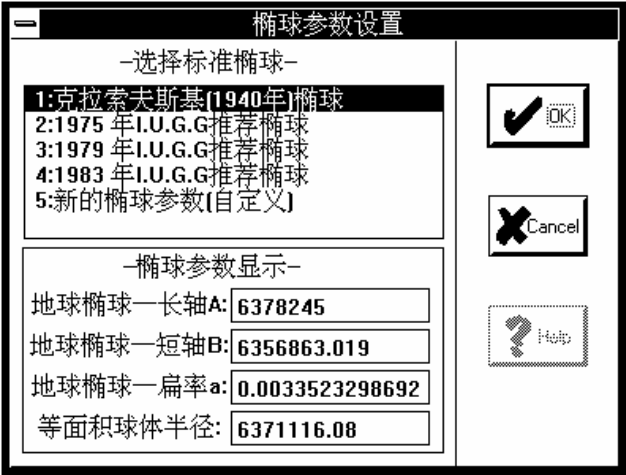 椭球参数设置
–选择标准椭球–
1:克拉索夫斯基(1940年)椭球
2:1975 年I.U.G.G推荐椭球
3:1979 年I.U.G.G推荐椭球
4:1983 年I.U.G.G推荐椭球
5:新的椭球参数(自定义)
OK
Cancel
–椭球参数显示–
地球椭球—长轴A: 6378245
地球椭球—短轴B: 6356863.019
Help
地球椭球—扁率a: 0.0033523298692
等面积球体半径: 6371116.08